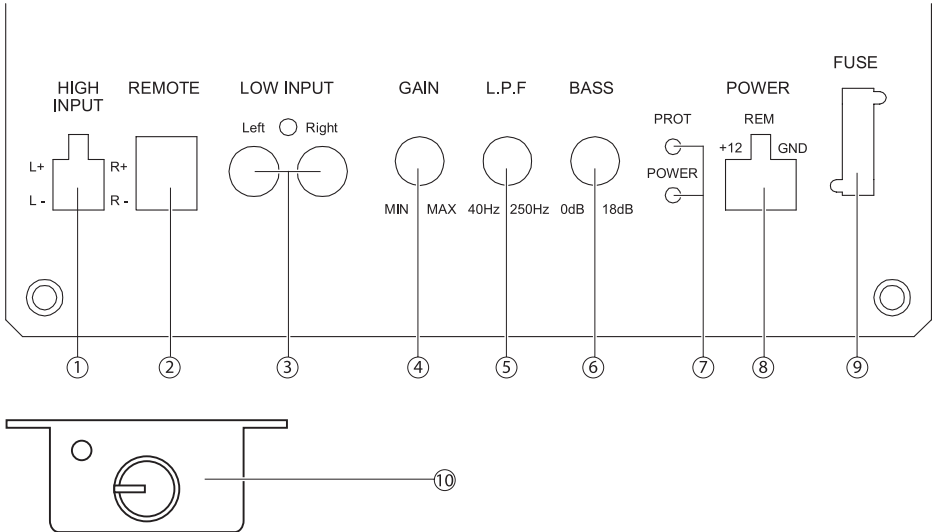 FUSE
HIGH INPUT
REMOTE
LOW INPUT
GAIN
L.P.F
BASS
POWER
Left
Right
PROT
REM
L+
R+
+12
GND
POWER
L -
R -
MIN
MAX
40Hz
250Hz
0dB
18dB
1
2
3
4
5
6
7
8
9
10